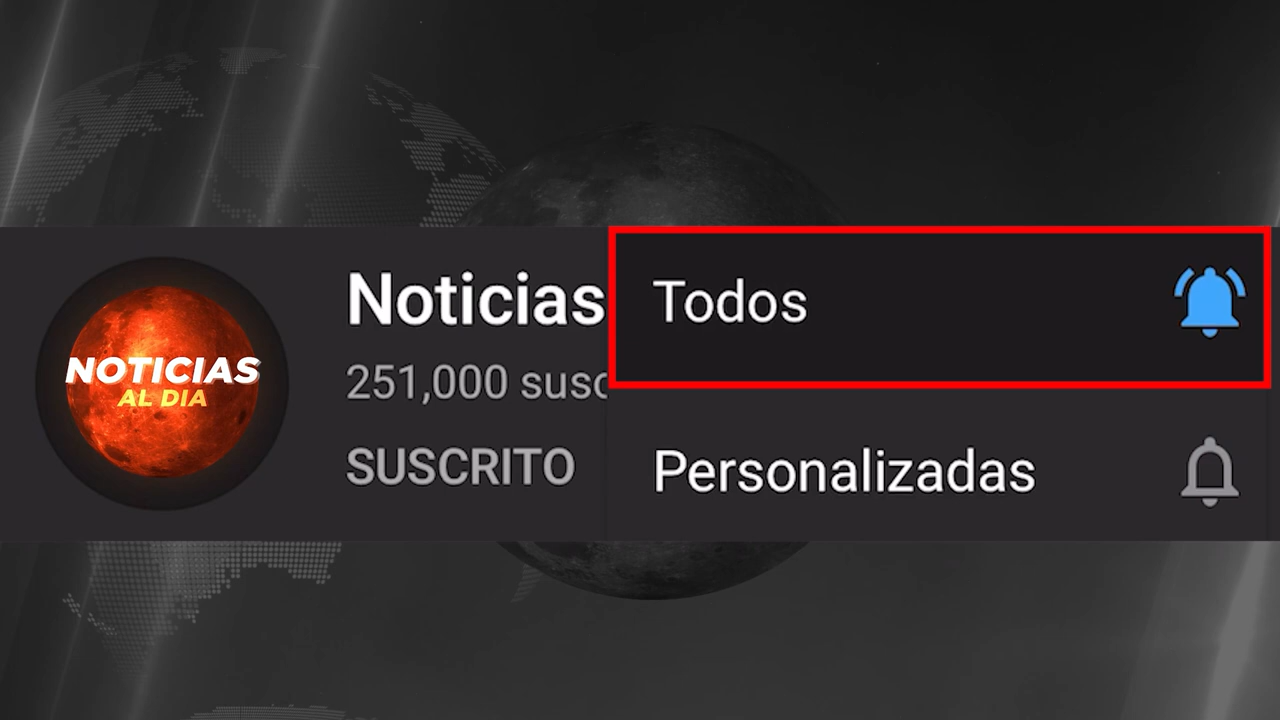 NOTICIAS
AL DIA
Noticias
251,000 susc
SUSCRITO
Todos
Personalizadas